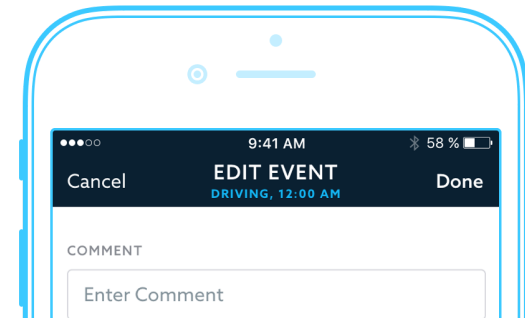 9:41 AM 58 %
Cancel EDIT EVENT Done
DRIVING, 12:00 AM
COMMENT
Enter Comment